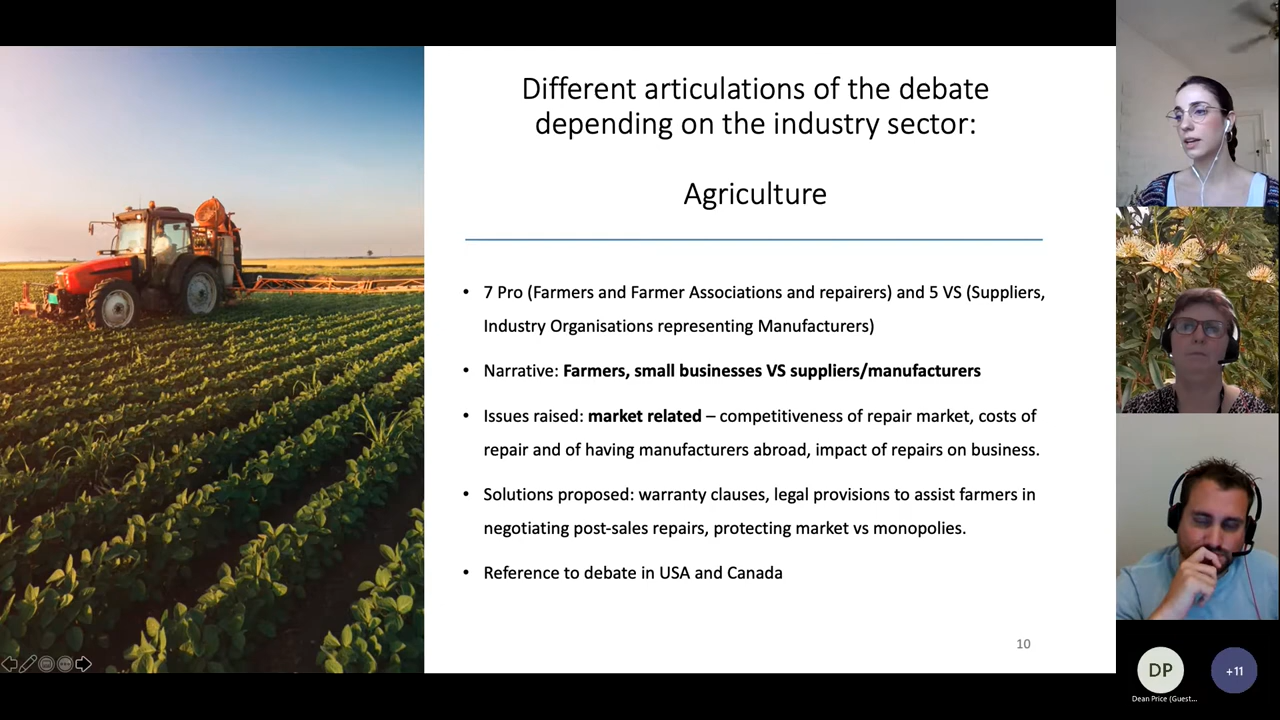 Different articulations of the debate
depending on the industry sector:
Agriculture
• 7 Pro (Farmers and Farmer Associations and repairers) and 5 VS (Suppliers,
Industry Organisations representing Manufacturers)
• Narrative: Farmers, small businesses VS suppliers/manufacturers
• Issues raised: market related – competitiveness of repair market, costs of
repair and of having manufacturers abroad, impact of repairs on business.
• Solutions proposed: warranty clauses, legal provisions to assist farmers in
negotiating post-sales repairs, protecting market vs monopolies.
• Reference to debate in USA and Canada
10
DP
+11
Dean Price (Guest...